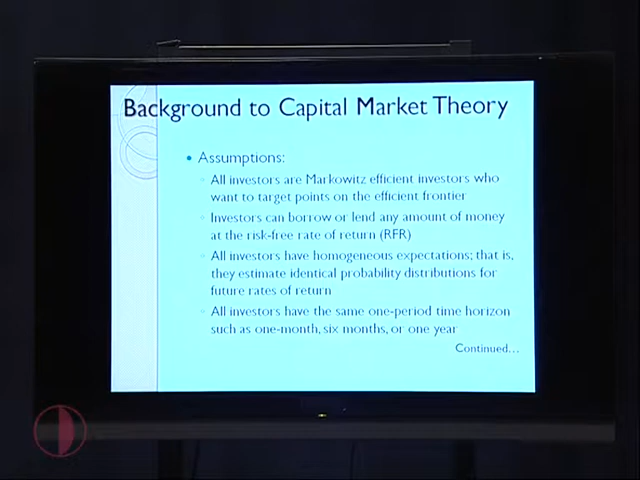 Background to Capital Market Theory
Assumptions:
All investors are Markowitz efficient investors who
want to target points on the efficient frontier
Investors can borrow or lend any amount of money
at the risk-free rate of return (RFR)
All investors have homogeneous expectations; that is,
they estimate identical probability distributions for
future rates of return
All investors have the same one-period time horizon
such as one-month, six months, or one year
Continued...